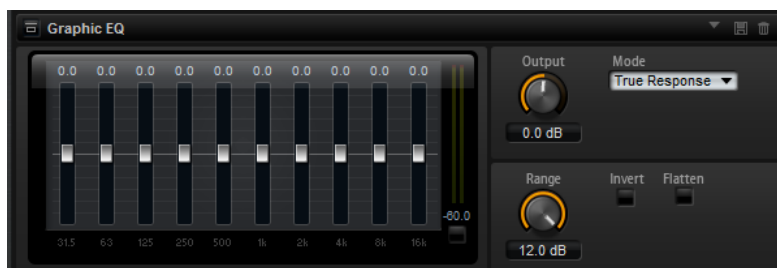 Graphic EQ
0.0 0.0 0.0 0.0 0.0 0.0 0.0 0.0 0.0 0.0
-60.0
31.5 63 125 250 500 1k 2k 4k 8k 16k
Output Mode
True Response
0.0 dB
Range Invert Flatten
12.0 dB